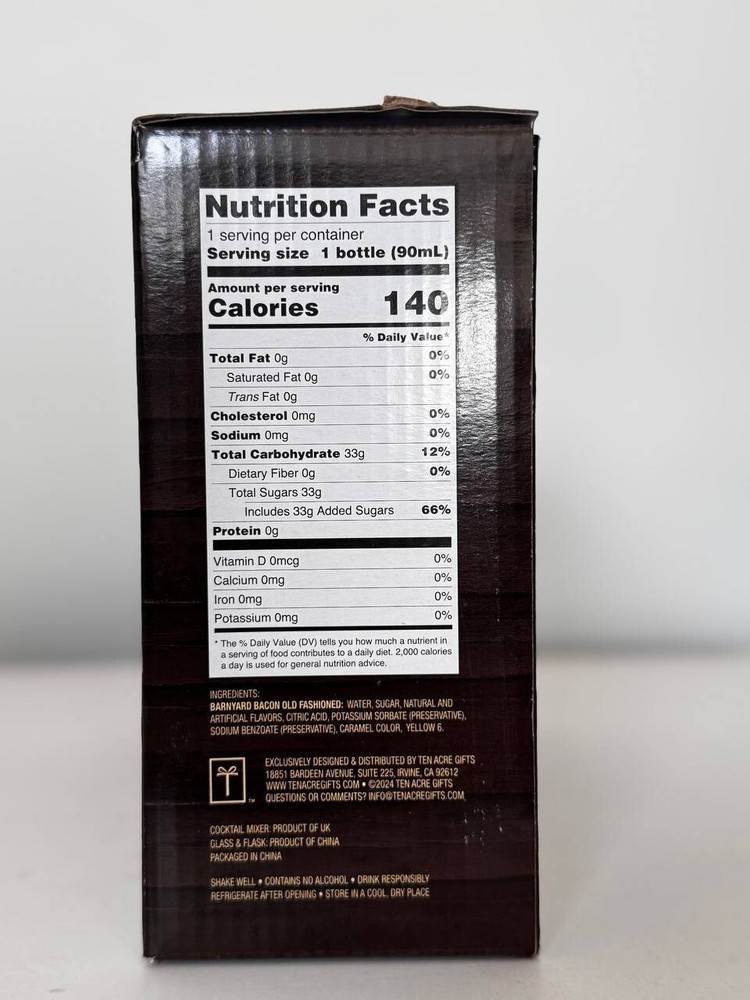 Nutrition Facts
1 serving per container
Serving size 1 bottle (90mL)
Amount per serving
Calories 140
% Daily Value*
Total Fat 0g 0%
Saturated Fat 0g 0%
Trans Fat 0g
Cholesterol 0mg 0%
Sodium 0mg 0%
Total Carbohydrate 33g 12%
Dietary Fiber 0g 0%
Total Sugars 33g
Includes 33g Added Sugars 66%
Protein 0g
Vitamin D 0mcg 0%
Calcium 0mg 0%
Iron 0mg 0%
Potassium 0mg 0%
* The % Daily Value (DV) tells you how much a nutrient in
a serving of food contributes to a daily diet. 2,000 calories
a day is used for general nutrition advice.
INGREDIENTS:
BARNYARD BACON OLD FASHIONED: WATER, SUGAR, NATURAL AND
ARTIFICIAL FLAVORS, CITRIC ACID, POTASSIUM SORBATE (PRESERVATIVE),
SODIUM BENZOATE (PRESERVATIVE), CARAMEL COLOR, YELLOW 6.
EXCLUSIVELY DESIGNED & DISTRIBUTED BY TEN ACRE GIFTS
18851 BARDEEN AVENUE, SUITE 225, IRVINE, CA 92612
WWW.TENACREGIFTS.COM • ©2024 TEN ACRE GIFTS
QUESTIONS OR COMMENTS? INFO@TENACREGIFTS.COM
TM
COCKTAIL MIXER: PRODUCT OF UK
GLASS & FLASK: PRODUCT OF CHINA
PACKAGED IN CHINA
SHAKE WELL • CONTAINS NO ALCOHOL • DRINK RESPONSIBLY
REFRIGERATE AFTER OPENING • STORE IN A COOL, DRY PLACE